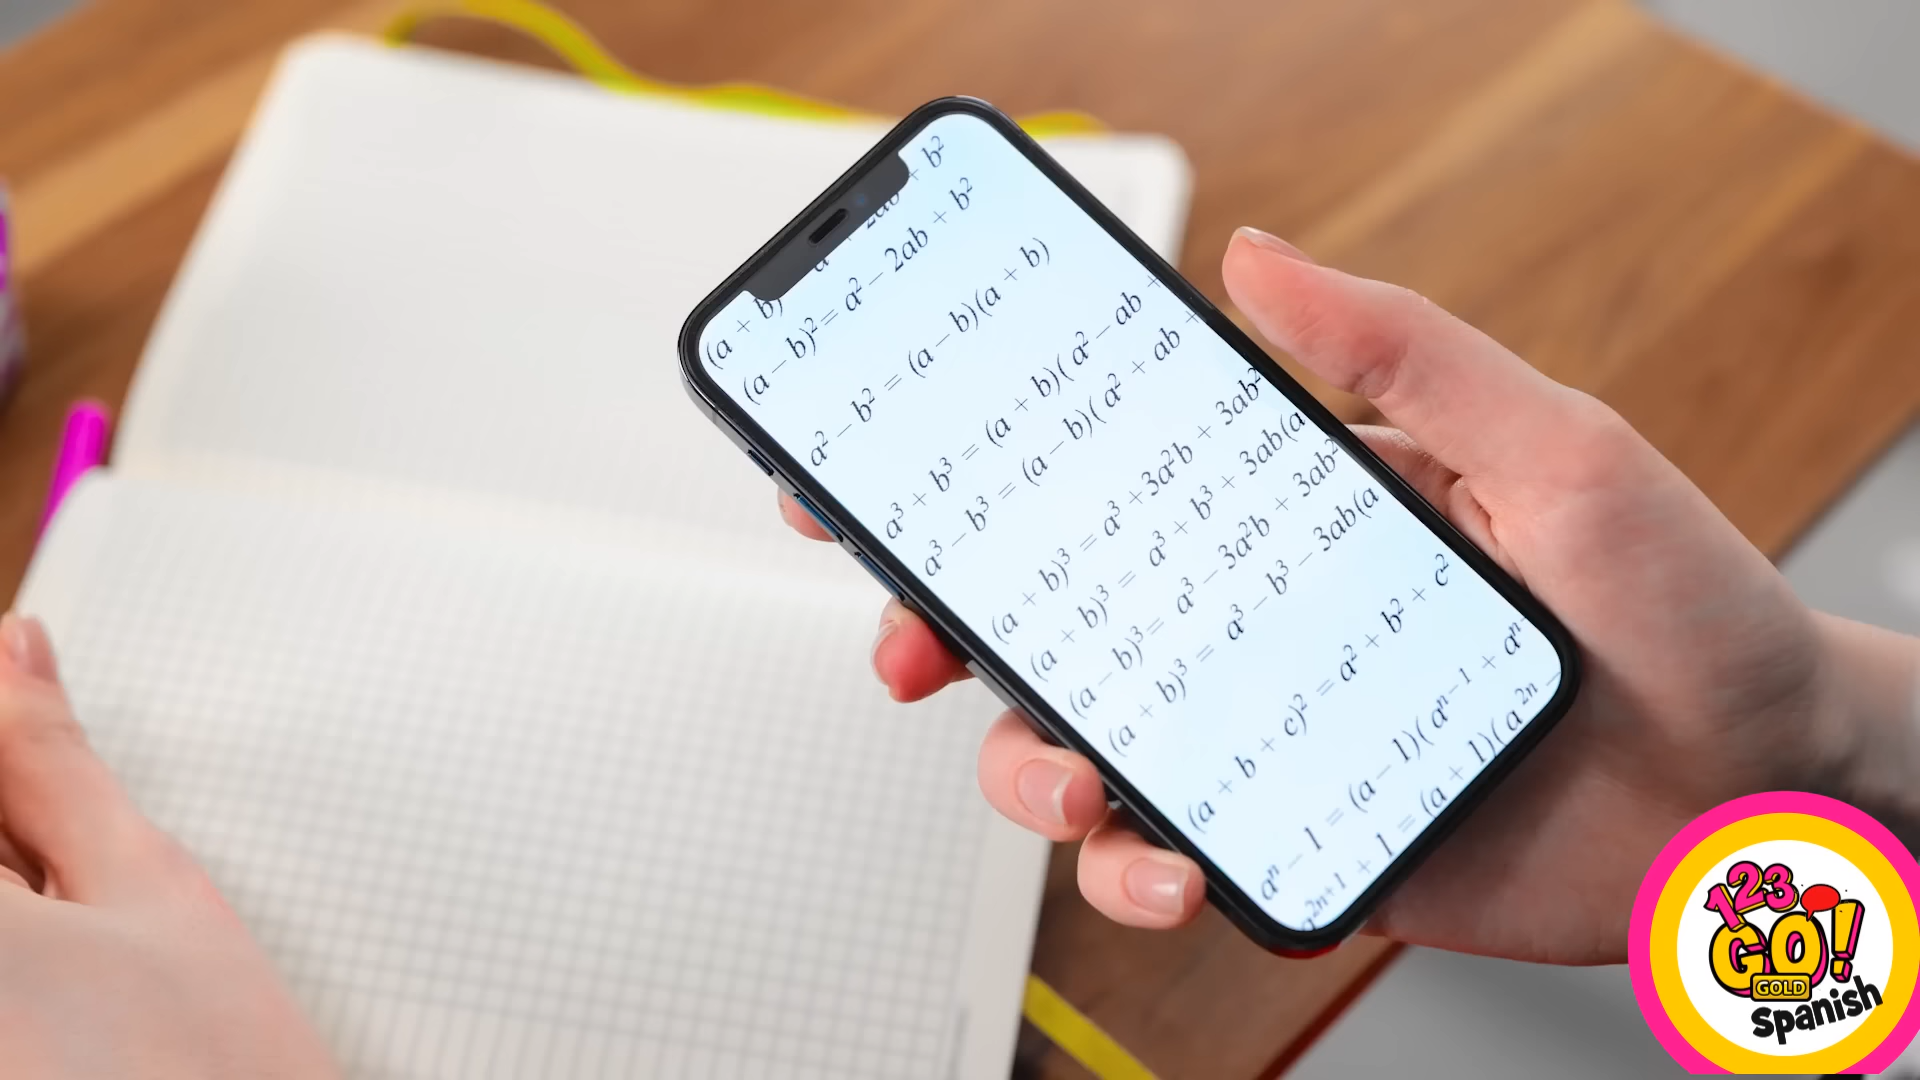 (a + b) a + 2ab + b²
(a − b)² = a² − 2ab + b²
a² − b² = (a − b)(a + b)
a³ + b³ = (a + b)( a² − ab +
a³ − b³ = (a − b)( a² + ab +
(a + b)³ = a³ + 3a²b + 3ab²
(a + b)³ = a³ + b³ + 3ab(a
(a − b)³ = a³ − 3a²b + 3ab²
(a + b)³ = a³ − b³ − 3ab(a
(a + b + c)² = a² + b² + c²
aⁿ − 1 = (a − 1)( aⁿ⁻¹ + aⁿ⁻
a²ⁿ⁺¹ + 1 = (a + 1)( a²ⁿ −
123
GO!
GOLD
Spanish